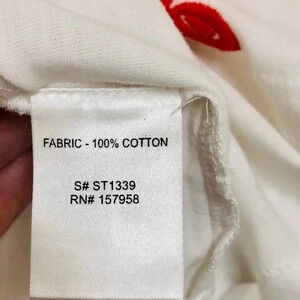 FABRIC - 100% COTTON
S# ST1339
RN# 157958